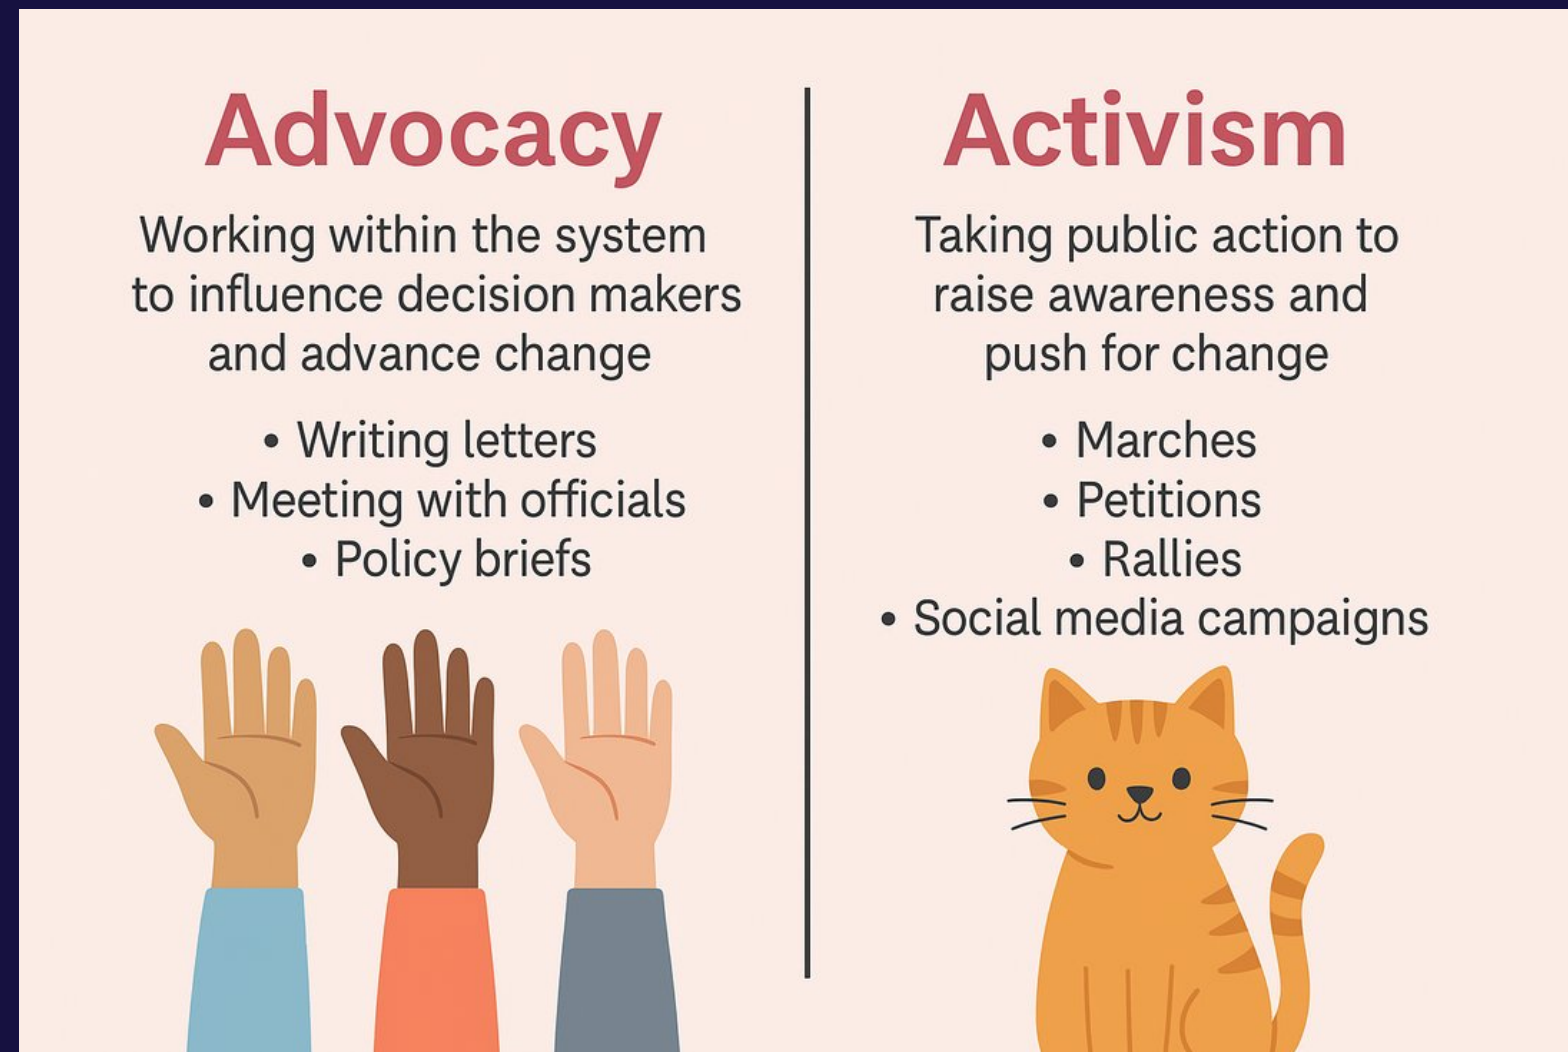 Advocacy
Working within the system
to influence decision makers
and advance change
• Writing letters
• Meeting with officials
• Policy briefs
Activism
Taking public action to
raise awareness and
push for change
• Marches
• Petitions
• Rallies
• Social media campaigns